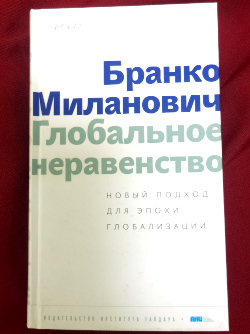 Бранко
Миланович
Глобальное
неравенство
НОВЫЙ ПОДХОД
ДЛЯ ЭПОХИ
ГЛОБАЛИЗАЦИИ
ИЗДАТЕЛЬСТВО ИНСТИТУТА ГАЙДАРА